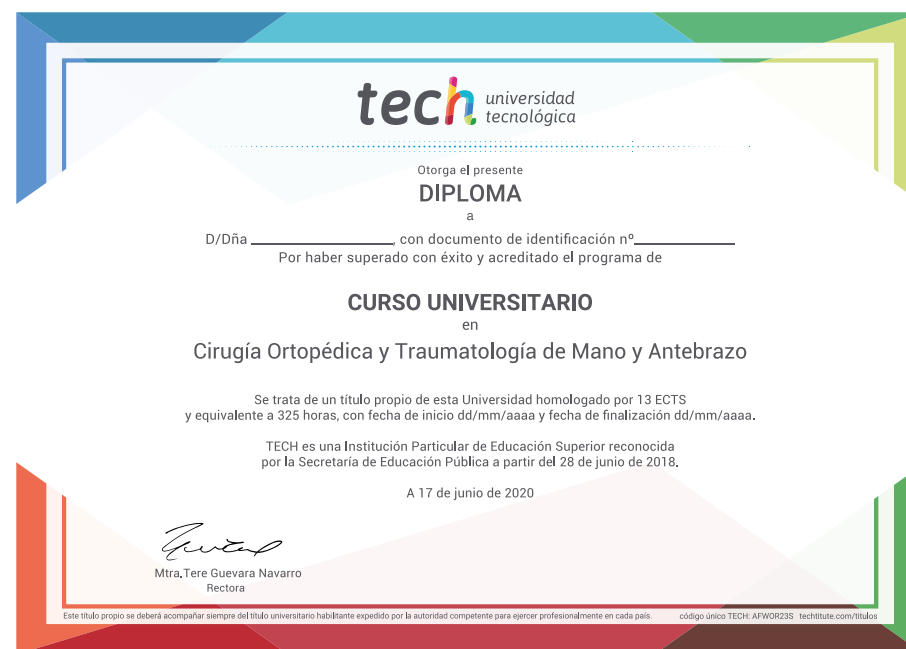 tech universidad
tecnológica
Otorga el presente
DIPLOMA
a
D/Dña ____________, con documento de identificación nº____________
Por haber superado con éxito y acreditado el programa de
CURSO UNIVERSITARIO
en
Cirugía Ortopédica y Traumatología de Mano y Antebrazo
Se trata de un título propio de esta Universidad homologado por 13 ECTS
y equivalente a 325 horas, con fecha de inicio dd/mm/aaaa y fecha de finalización dd/mm/aaaa.
TECH es una Institución Particular de Educación Superior reconocida
por la Secretaría de Educación Pública a partir del 28 de junio de 2018.
A 17 de junio de 2020
Mtra.Tere Guevara Navarro
Rectora
Este título propio se deberá acompañar siempre del título universitario habilitante expedido por la autoridad competente para ejercer profesionalmente en cada país. código único TECH: AFWOR23S techtitute.com/titulos